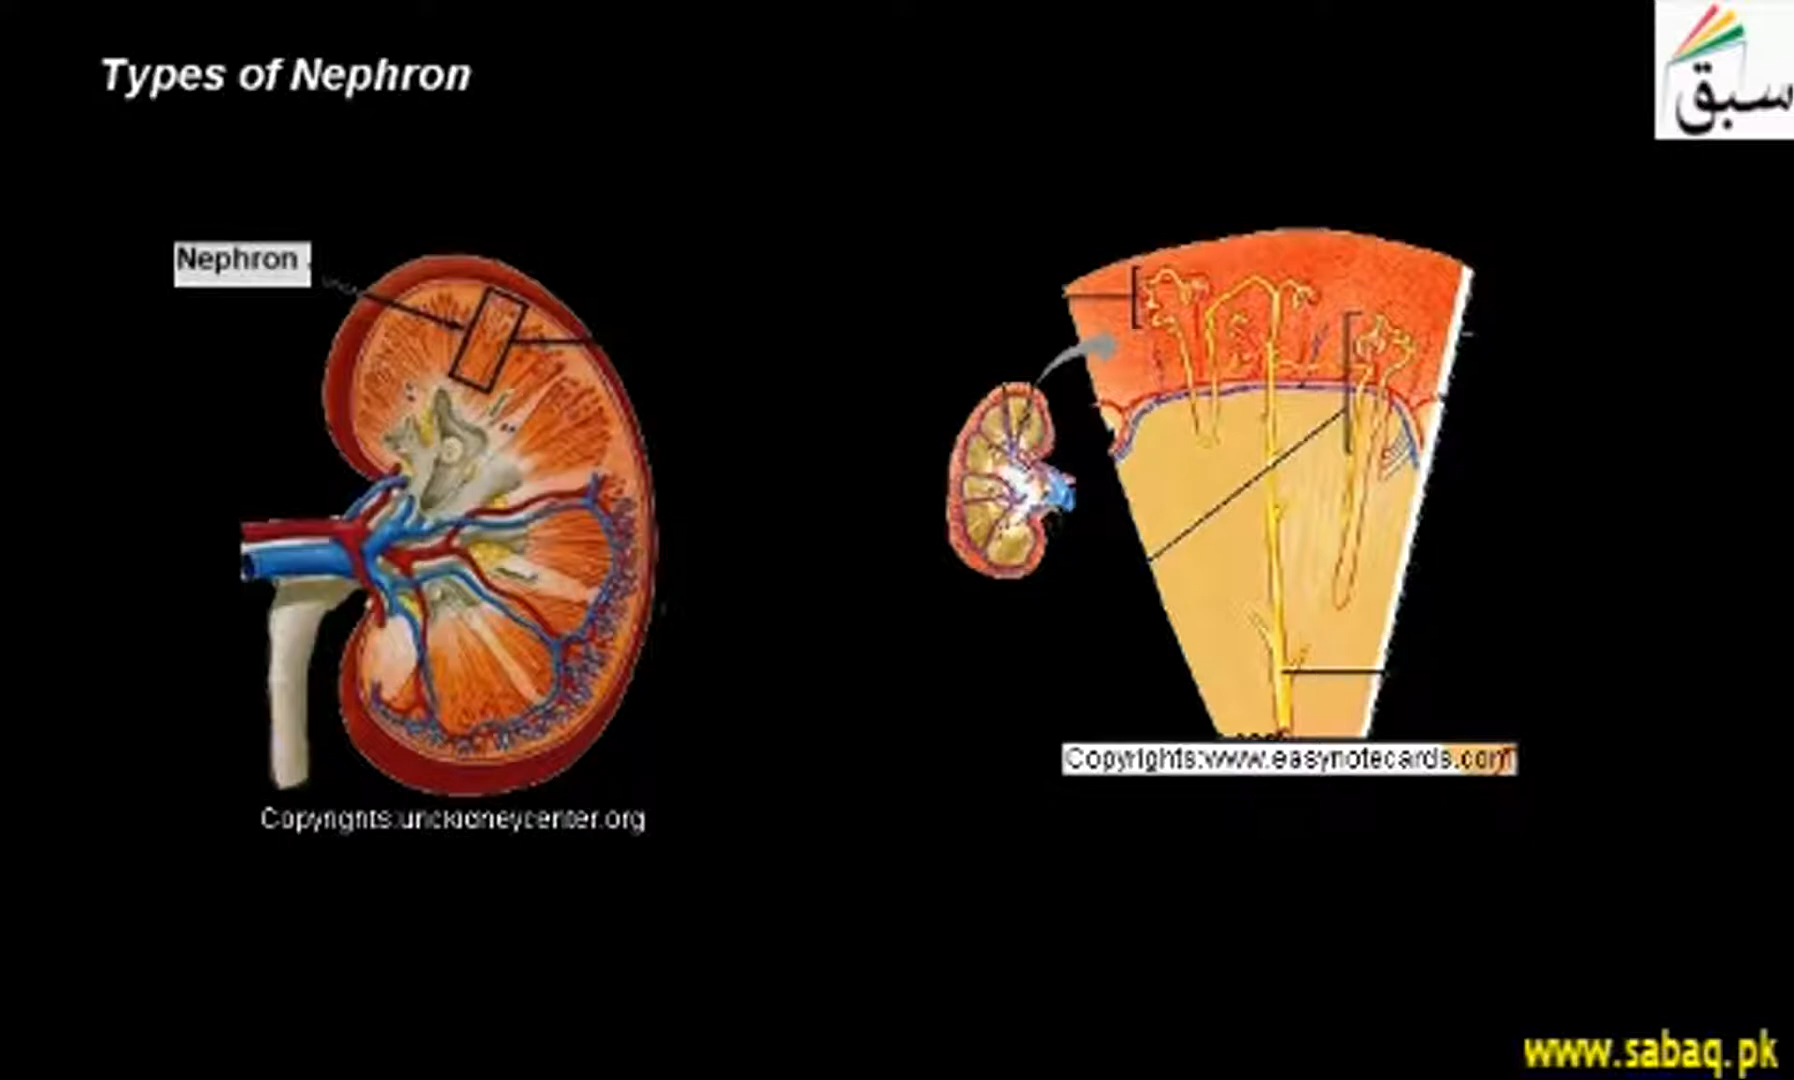 Types of Nephron
سبق
Nephron
Copyrights:www.easynotecards.com
Copyrights:unckidneycenter.org
www.sabaq.pk